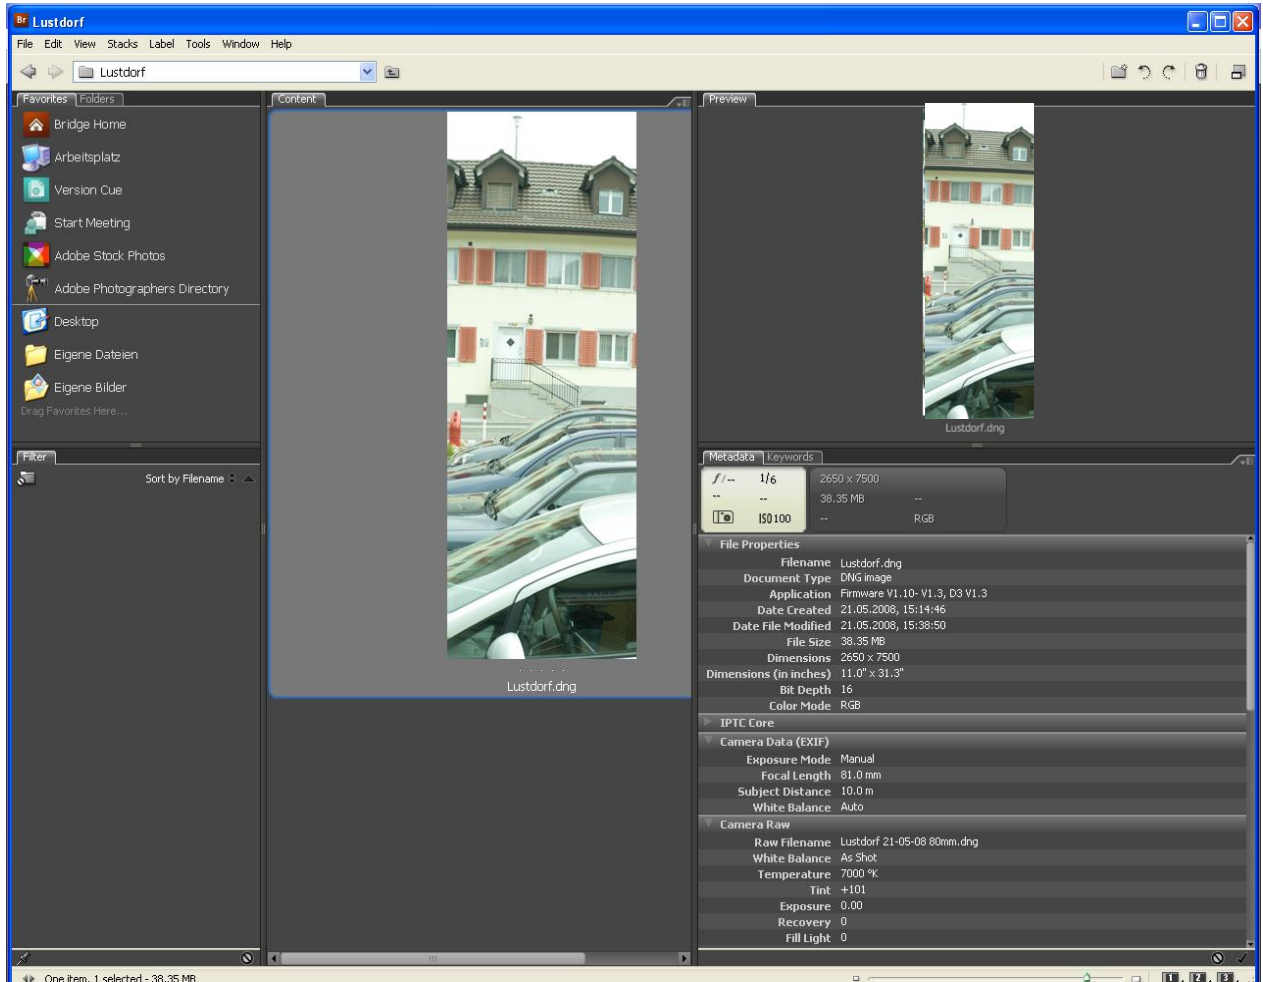 Br Lustdorf
File Edit View Stacks Label Tools Window Help
Lustdorf
Favorites Folders
Bridge Home
Arbeitsplatz
Version Cue
Start Meeting
Adobe Stock Photos
Adobe Photographers Directory
Desktop
Eigene Dateien
Eigene Bilder
Drag Favorites Here...
Filter
Sort by Filename
Content
Lustdorf.dng
Preview
Lustdorf.dng
Metadata Keywords
f/-- 1/6
-- --
ISO100
2650 x 7500
38.35 MB --
-- RGB
File Properties
Filename Lustdorf.dng
Document Type DNG image
Application Firmware V1.10- V1.3, D3 V1.3
Date Created 21.05.2008, 15:14:46
Date File Modified 21.05.2008, 15:38:50
File Size 38.35 MB
Dimensions 2650 x 7500
Dimensions (in inches) 11.0" x 31.3"
Bit Depth 16
Color Mode RGB
IPTC Core
Camera Data (EXIF)
Exposure Mode Manual
Focal Length 81.0 mm
Subject Distance 10.0 m
White Balance Auto
Camera Raw
Raw Filename Lustdorf 21-05-08 80mm.dng
White Balance As Shot
Temperature 7000 °K
Tint +101
Exposure 0.00
Recovery 0
Fill Light 0
One item, 1 selected - 38.35 MB
1 2 3